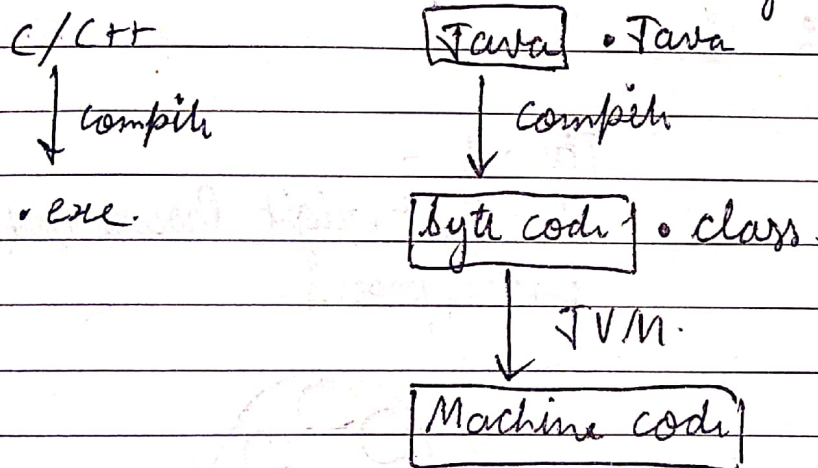 C/C++
Java • Java
compile
compile
• exe.
byte code • class.
JVM.
Machine code